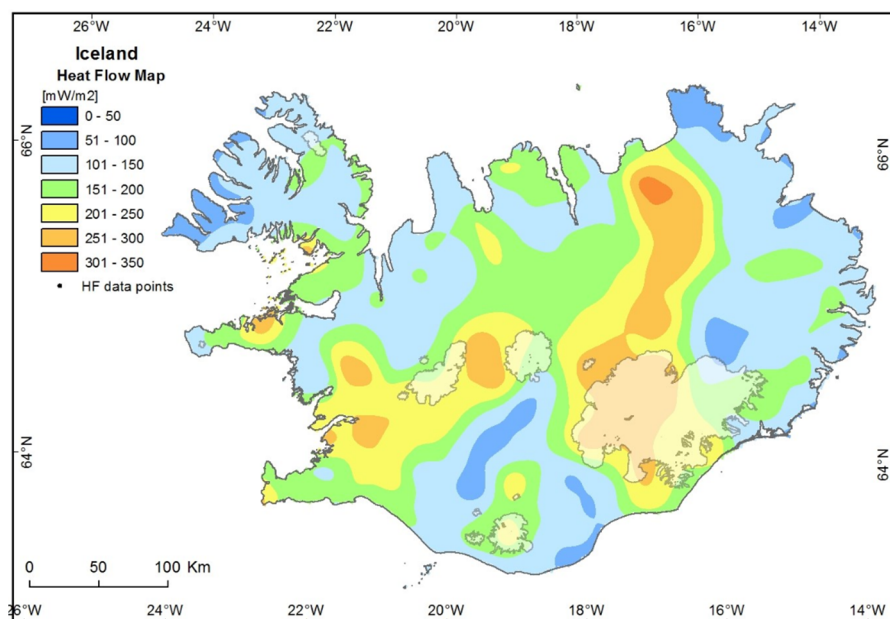 26°W 24°W 22°W 20°W 18°W 16°W 14°W
Iceland
Heat Flow Map
[mW/m2]
0 - 50
51 - 100
101 - 150
151 - 200
201 - 250
251 - 300
301 - 350
HF data points
66°N 66°N
64°N 64°N
0 50 100 Km
26°W 24°W 22°W 20°W 18°W 16°W 14°W